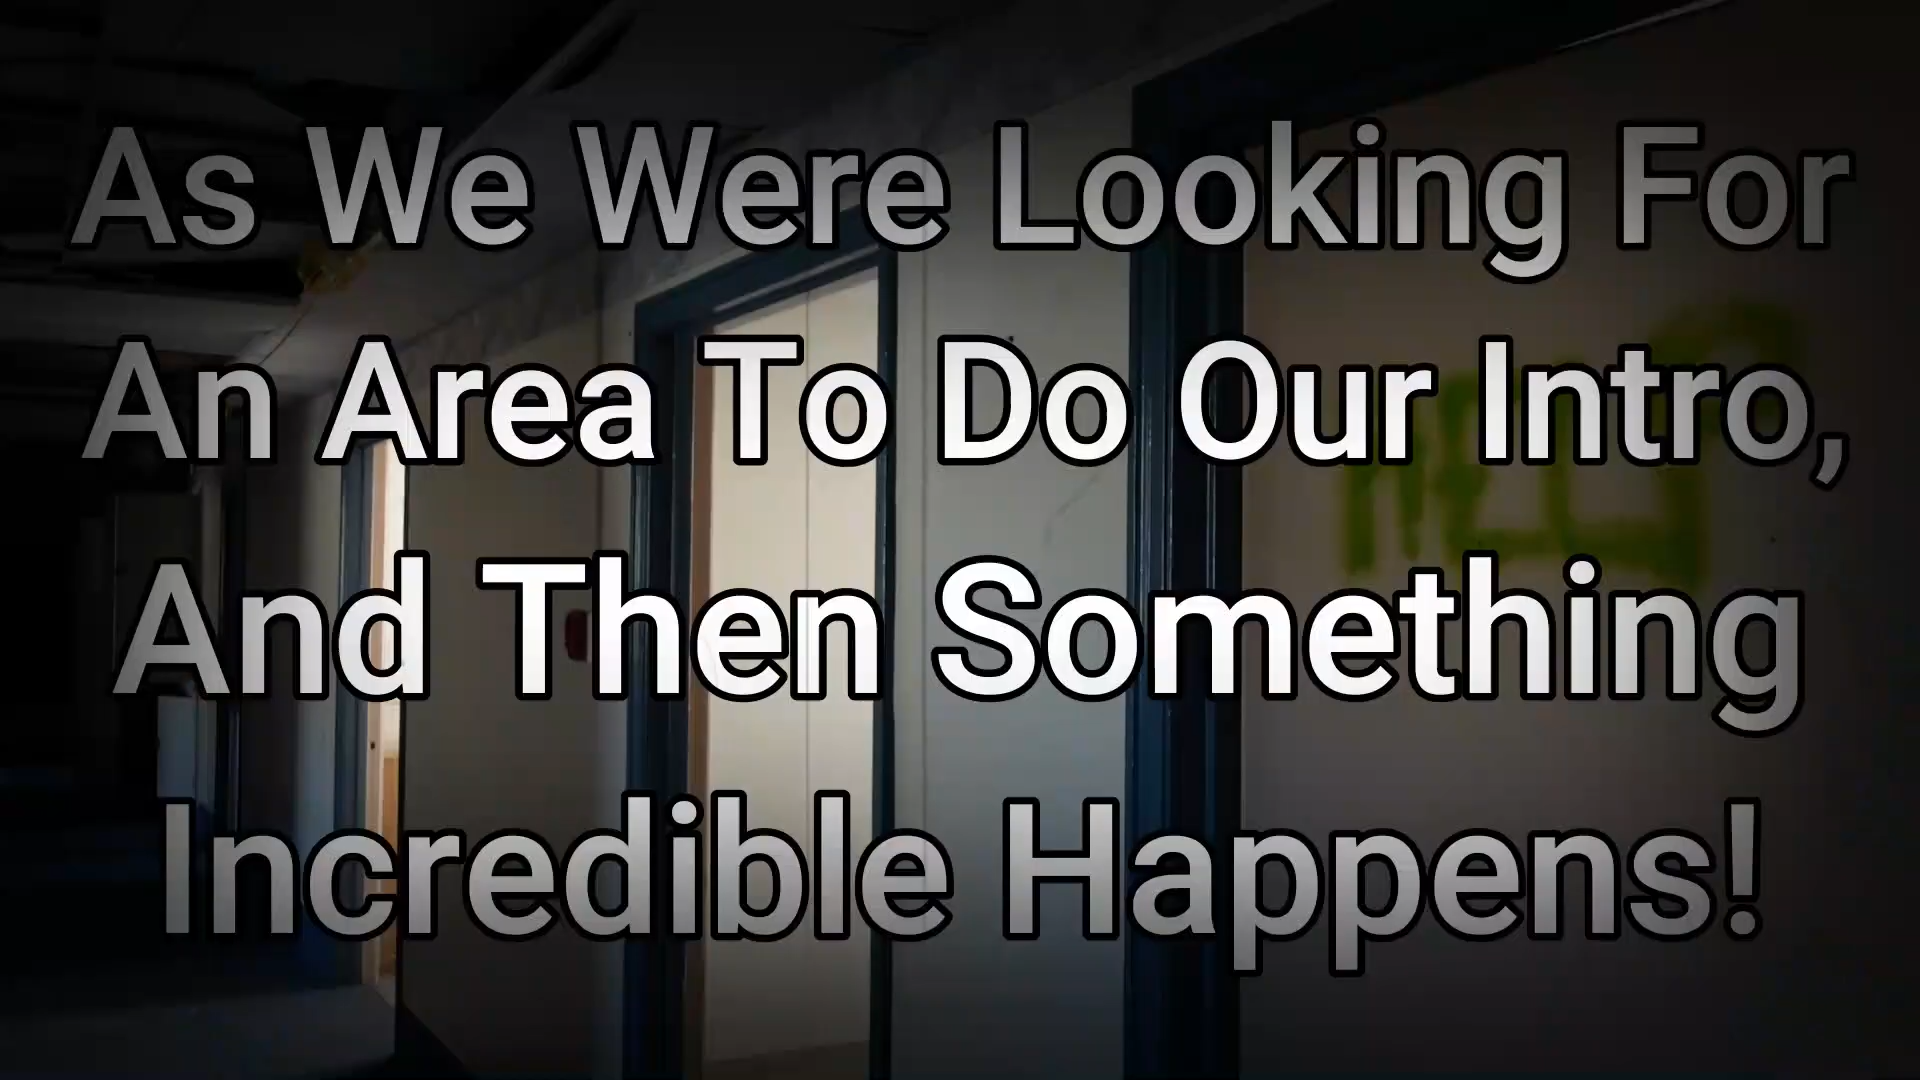 As We Were Looking For
An Area To Do Our Intro,
And Then Something
Incredible Happens!